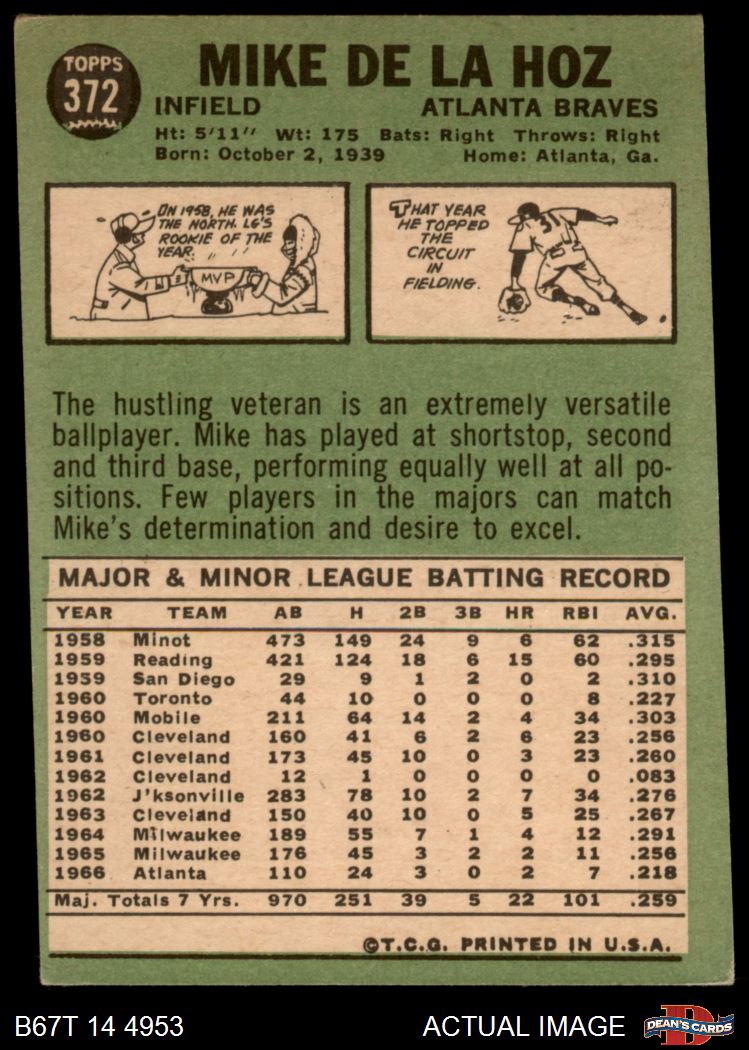 TOPPS
372
MIKE DE LA HOZ
INFIELD ATLANTA BRAVES
Ht: 5'11" Wt: 175 Bats: Right Throws: Right
Born: October 2, 1939 Home: Atlanta, Ga.
ON 1958, HE WAS
THE NORTH. LG'S
ROOKIE OF THE
YEAR.
MVP
THAT YEAR
HE TOPPED
THE
CIRCUIT
IN
FIELDING.
The hustling veteran is an extremely versatile
ballplayer. Mike has played at shortstop, second
and third base, performing equally well at all po-
sitions. Few players in the majors can match
Mike's determination and desire to excel.
MAJOR & MINOR LEAGUE BATTING RECORD
YEAR TEAM AB H 2B 3B HR RBI AVG.
1958 Minot 473 149 24 9 6 62 .315
1959 Reading 421 124 18 6 15 60 .295
1959 San Diego 29 9 1 2 0 2 .310
1960 Toronto 44 10 0 0 0 8 .227
1960 Mobile 211 64 14 2 4 34 .303
1960 Cleveland 160 41 6 2 6 23 .256
1961 Cleveland 173 45 10 0 3 23 .260
1962 Cleveland 12 1 0 0 0 0 .083
1962 J'ksonville 283 78 10 2 7 34 .276
1963 Cleveland 150 40 10 0 5 25 .267
1964 Milwaukee 189 55 7 1 4 12 .291
1965 Milwaukee 176 45 3 2 2 11 .256
1966 Atlanta 110 24 3 0 2 7 .218
Maj. Totals 7 Yrs. 970 251 39 5 22 101 .259
©T.C.G. PRINTED IN U.S.A.
B67T 14 4953 ACTUAL IMAGE DEAN'S CARDS